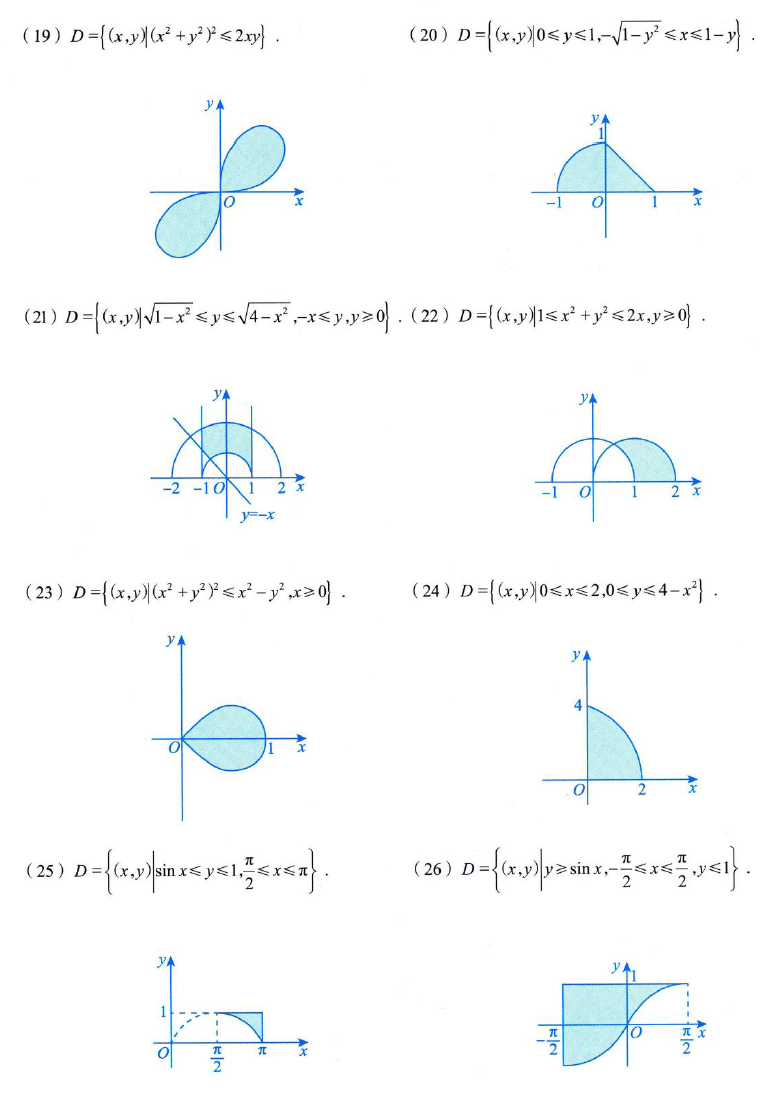 (19) D={(x,y)|(x²+y²)²≤2xy}.
(20) D={(x,y)|0≤y≤1,-√(1-y²)≤x≤1-y}.
y
O
x
y
1
-1
O
1
x
(21) D={(x,y)|√(1-x²)≤y≤√(4-x²),-x≤y,y≥0}.
(22) D={(x,y)|1≤x²+y²≤2x,y≥0}.
y
-2 -1 O 1 2 x
y=-x
y
-1 O 1 2 x
(23) D={(x,y)|(x²+y²)²≤x²-y²,x≥0}.
(24) D={(x,y)|0≤x≤2,0≤y≤4-x²}.
y
O 1 x
y
4
O 2 x
(25) D={(x,y)|sin x≤y≤1,π/2≤x≤π}.
(26) D={(x,y)|y≥sin x,-π/2≤x≤π/2,y≤1}.
y
1
O π/2 π x
y 1
-π/2 O π/2 x